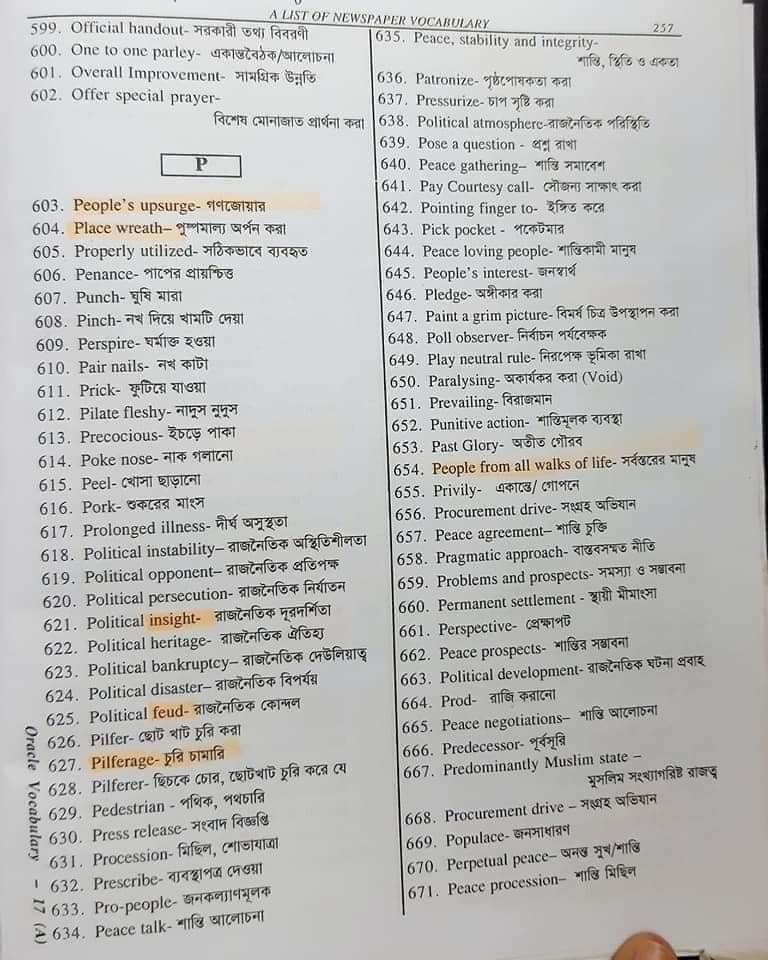 A LIST OF NEWSPAPER VOCABULARY
257
599. Official handout- সরকারী তথ্য বিবরণী
600. One to one parley- একান্তবৈঠক/আলোচনা
601. Overall Improvement- সামগ্রিক উন্নতি
602. Offer special prayer-
বিশেষ মোনাজাত প্রার্থনা করা
P
603. People's upsurge- গণজোয়ার
604. Place wreath– পুষ্পমাল্য অর্পন করা
605. Properly utilized- সঠিকভাবে ব্যবহৃত
606. Penance- পাপের প্রায়শ্চিত্ত
607. Punch- ঘুষি মারা
608. Pinch- নখ দিয়ে খামটি দেয়া
609. Perspire- ঘর্মাক্ত হওয়া
610. Pair nails- নখ কাটা
611. Prick- ফুটিয়ে যাওয়া
612. Pilate fleshy- নাদুস নুদুস
613. Precocious- ইচড়ে পাকা
614. Poke nose- নাক গলানো
615. Peel- খোসা ছাড়ানো
616. Pork- শুকরের মাংস
617. Prolonged illness- দীর্ঘ অসুস্থতা
618. Political instability– রাজনৈতিক অস্থিতিশীলতা
619. Political opponent– রাজনৈতিক প্রতিপক্ষ
620. Political persecution- রাজনৈতিক নির্যাতন
621. Political insight- রাজনৈতিক দূরদর্শিতা
622. Political heritage- রাজনৈতিক ঐতিহ্য
623. Political bankruptcy– রাজনৈতিক দেউলিয়াত্ব
624. Political disaster– রাজনৈতিক বিপর্যয়
625. Political feud- রাজনৈতিক কোন্দল
626. Pilfer- ছোট খাট চুরি করা
627. Pilferage- চুরি চামারি
628. Pilferer- ছিচকে চোর, ছোটখাট চুরি করে যে
629. Pedestrian - পথিক, পথচারি
630. Press release- সংবাদ বিজ্ঞপ্তি
631. Procession- মিছিল, শোভাযাত্রা
632. Prescribe- ব্যবস্থাপত্র দেওয়া
633. Pro-people- জনকল্যাণমূলক
634. Peace talk- শান্তি আলোচনা
Oracle Vocabulary – 17 (A)
635. Peace, stability and integrity-
শান্তি, স্থিতি ও একতা
636. Patronize- পৃষ্ঠপোষকতা করা
637. Pressurize- চাপ সৃষ্টি করা
638. Political atmosphere-রাজনৈতিক পরিস্থিতি
639. Pose a question - প্রশ্ন রাখা
640. Peace gathering– শান্তি সমাবেশ
641. Pay Courtesy call- সৌজন্য সাক্ষাৎ করা
642. Pointing finger to- ইঙ্গিত করে
643. Pick pocket - পকেটমার
644. Peace loving people- শান্তিকামী মানুষ
645. People's interest- জনস্বার্থ
646. Pledge- অঙ্গীকার করা
647. Paint a grim picture- বিমর্ষ চিত্র উপস্থাপন করা
648. Poll observer- নির্বাচন পর্যবেক্ষক
649. Play neutral rule- নিরপেক্ষ ভূমিকা রাখা
650. Paralysing- অকার্যকর করা (Void)
651. Prevailing- বিরাজমান
652. Punitive action- শাস্তিমূলক ব্যবস্থা
653. Past Glory- অতীত গৌরব
654. People from all walks of life- সর্বস্তরের মানুষ
655. Privily- একান্তে/ গোপনে
656. Procurement drive- সংগ্রহ অভিযান
657. Peace agreement– শান্তি চুক্তি
658. Pragmatic approach- বাস্তবসম্মত নীতি
659. Problems and prospects- সমস্যা ও সম্ভাবনা
660. Permanent settlement - স্থায়ী মীমাংসা
661. Perspective- প্রেক্ষাপট
662. Peace prospects- শান্তির সম্ভাবনা
663. Political development- রাজনৈতিক ঘটনা প্রবাহ
664. Prod- রাজি করানো
665. Peace negotiations– শান্তি আলোচনা
666. Predecessor- পূর্বসূরি
667. Predominantly Muslim state –
মুসলিম সংখ্যাগরিষ্ট রাজত্ব
668. Procurement drive – সংগ্রহ অভিযান
669. Populace- জনসাধারণ
670. Perpetual peace– অনন্ত সুখ/শান্তি
671. Peace procession– শান্তি মিছিল